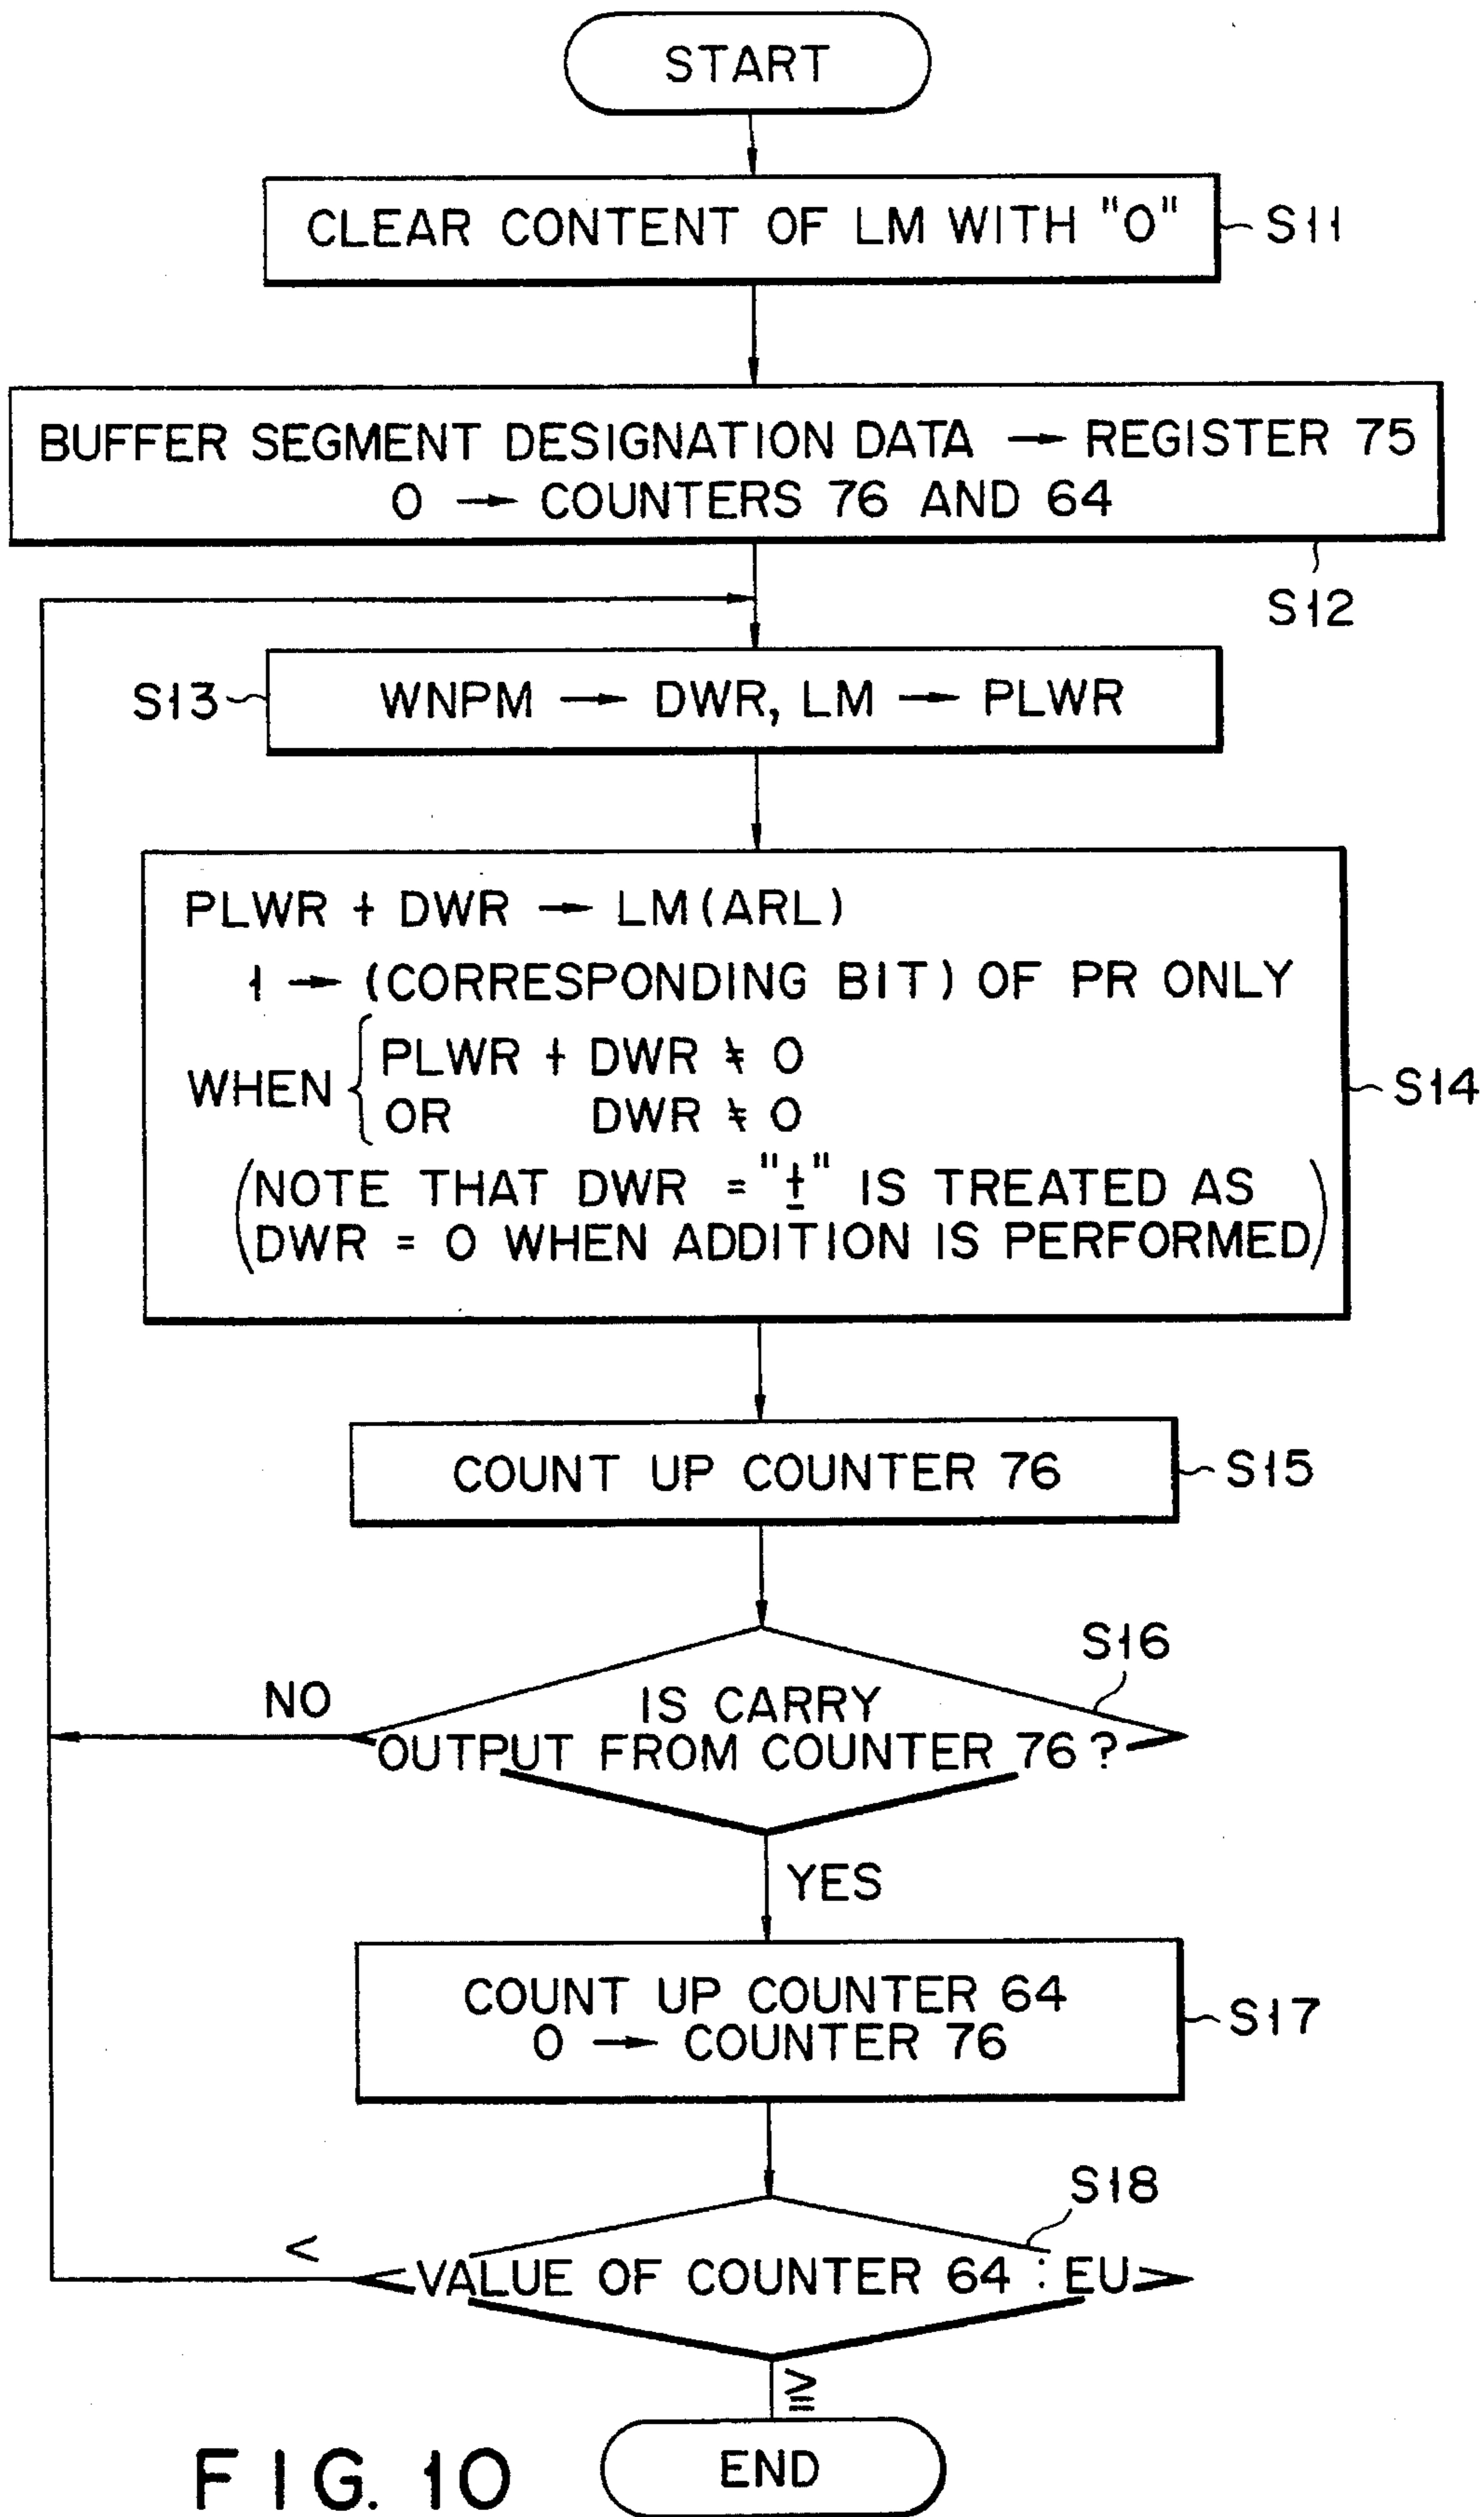 START
CLEAR CONTENT OF LM WITH "0"
S11
BUFFER SEGMENT DESIGNATION DATA → REGISTER 75
0 → COUNTERS 76 AND 64
S12
S13
WNPM → DWR, LM → PLWR
PLWR + DWR → LM(ARL)
1 → (CORRESPONDING BIT) OF PR ONLY
WHEN { PLWR + DWR ≠ 0
OR DWR ≠ 0
S14
(NOTE THAT DWR = "±" IS TREATED AS
DWR = 0 WHEN ADDITION IS PERFORMED)
COUNT UP COUNTER 76
S15
S16
NO
IS CARRY
OUTPUT FROM COUNTER 76?
YES
COUNT UP COUNTER 64
0 → COUNTER 76
S17
S18
<
VALUE OF COUNTER 64 : EU
≧
END
FIG. 10